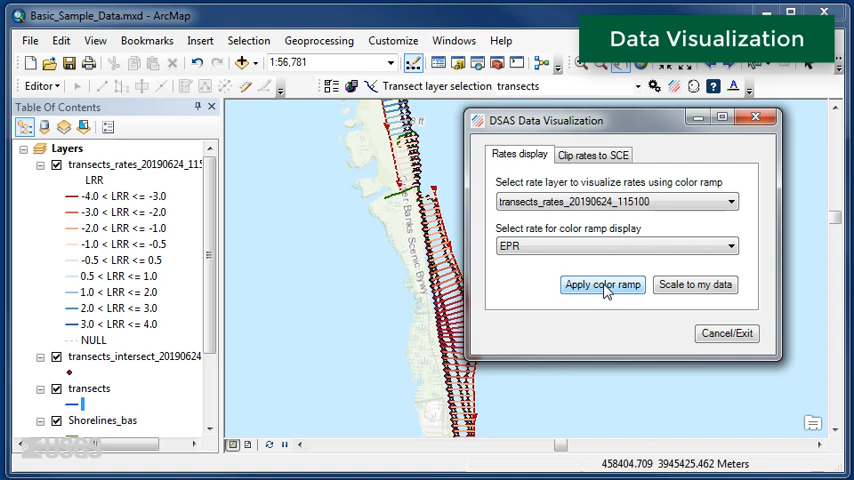 Basic_Sample_Data.mxd - ArcMap
Data Visualization
File Edit View Bookmarks Insert Selection Geoprocessing Customize Windows Help
1:56,781
Editor
Transect layer selection transects
Table Of Contents
Layers
transects_rates_20190624_115
LRR
-4.0 < LRR <= -3.0
-3.0 < LRR <= -2.0
-2.0 < LRR <= -1.0
-1.0 < LRR <= -0.5
-0.5 < LRR <= 0.5
0.5 < LRR <= 1.0
1.0 < LRR <= 2.0
2.0 < LRR <= 3.0
3.0 < LRR <= 4.0
NULL
transects_intersect_20190624
transects
Shorelines_bas
USGS
8 ft
Banks Scenic Bywy
DSAS Data Visualization
Rates display
Clip rates to SCE
Select rate layer to visualize rates using color ramp
transects_rates_20190624_115100
Select rate for color ramp display
EPR
Apply color ramp
Scale to my data
Cancel/Exit
458404.709 3945425.462 Meters